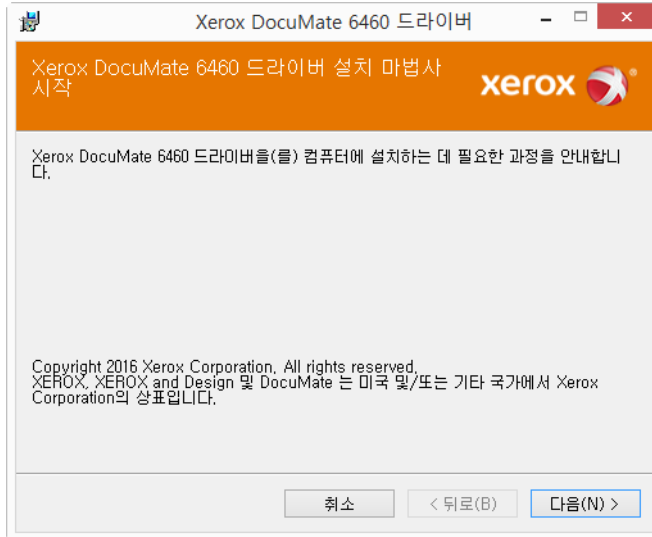 Xerox DocuMate 6460 드라이버
Xerox DocuMate 6460 드라이버 설치 마법사
시작
xerox
Xerox DocuMate 6460 드라이버을(를) 컴퓨터에 설치하는 데 필요한 과정을 안내합니
다.
Copyright 2016 Xerox Corporation. All rights reserved.
XEROX, XEROX and Design 및 DocuMate 는 미국 및/또는 기타 국가에서 Xerox
Corporation의 상표입니다.
취소
< 뒤로(B)
다음(N) >